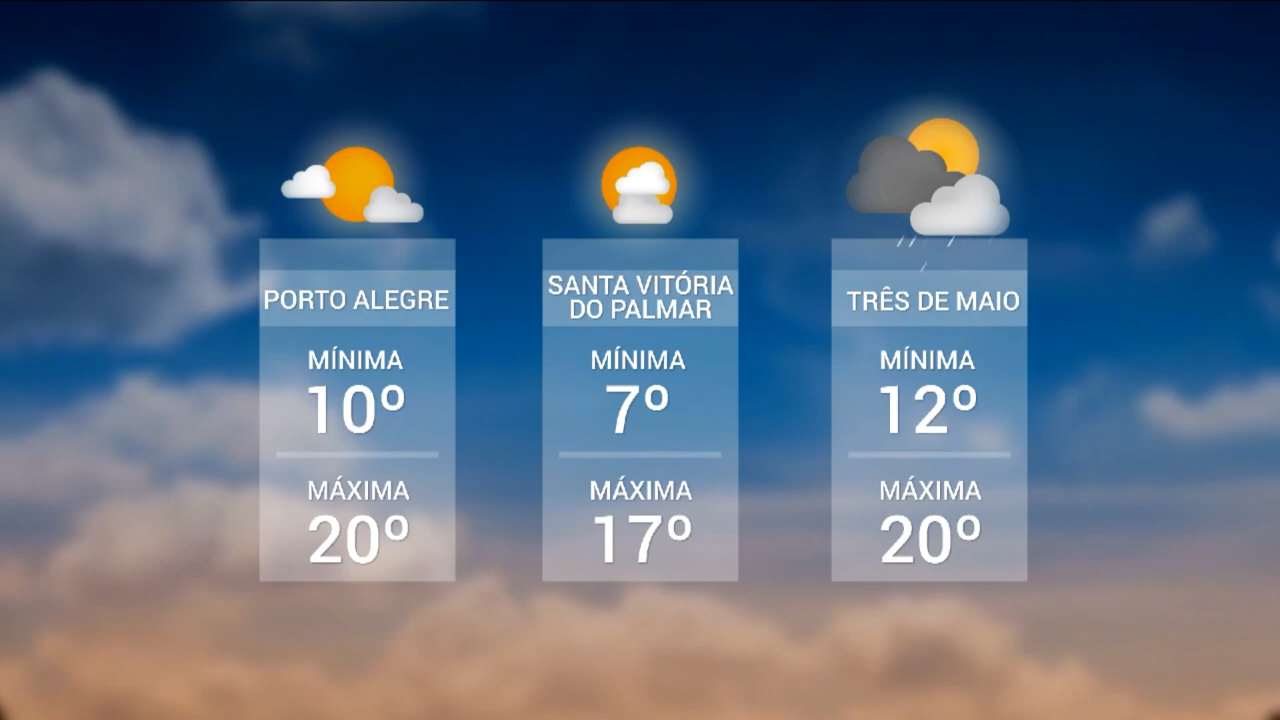 PORTO ALEGRE
MÍNIMA
10º
MÁXIMA
20º
SANTA VITÓRIA
DO PALMAR
MÍNIMA
7º
MÁXIMA
17º
TRÊS DE MAIO
MÍNIMA
12º
MÁXIMA
20º